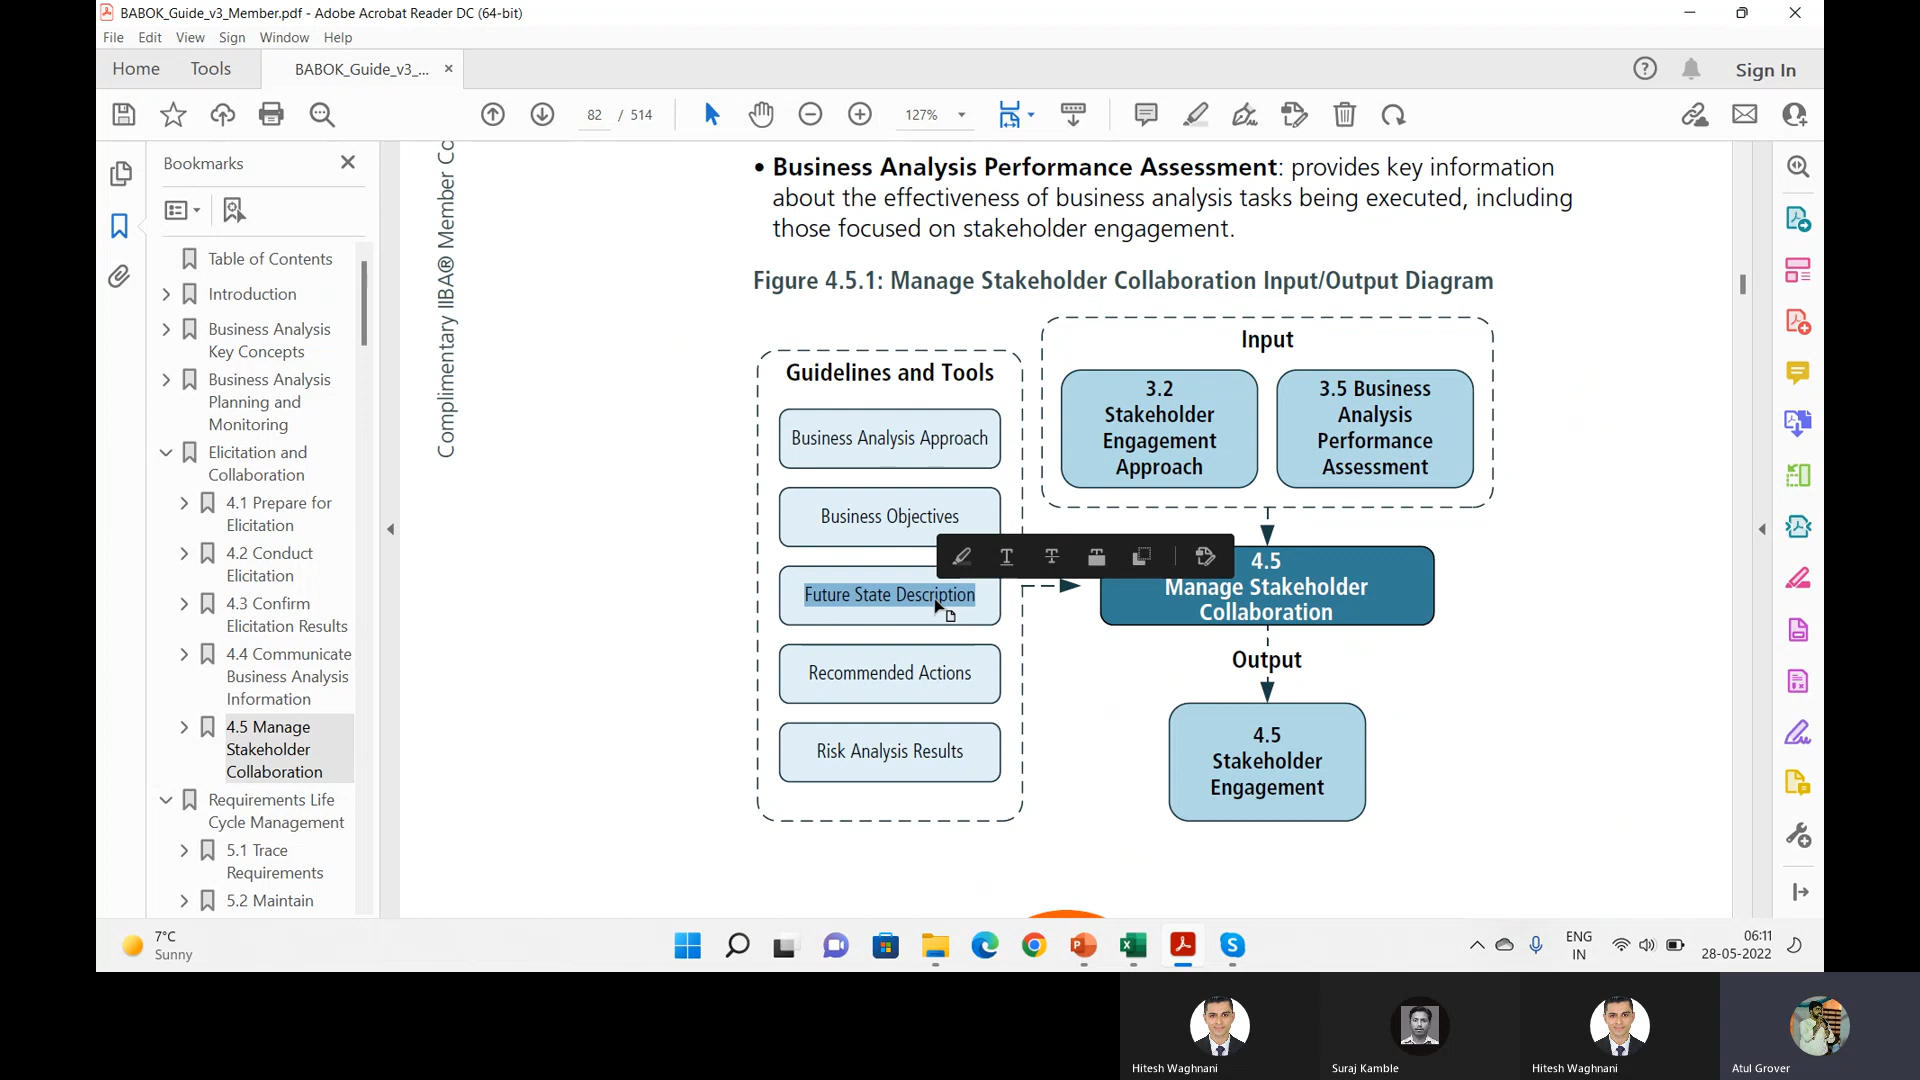 BABOK_Guide_v3_Member.pdf - Adobe Acrobat Reader DC (64-bit)
File Edit View Sign Window Help
Home Tools BABOK_Guide_v3_... × Sign In
82 / 514 127%
Bookmarks
Table of Contents
Introduction
Business Analysis
Key Concepts
Business Analysis
Planning and
Monitoring
Elicitation and
Collaboration
4.1 Prepare for
Elicitation
4.2 Conduct
Elicitation
4.3 Confirm
Elicitation Results
4.4 Communicate
Business Analysis
Information
4.5 Manage
Stakeholder
Collaboration
Requirements Life
Cycle Management
5.1 Trace
Requirements
5.2 Maintain
Complimentary IIBA® Member Co
• Business Analysis Performance Assessment: provides key information
about the effectiveness of business analysis tasks being executed, including
those focused on stakeholder engagement.
Figure 4.5.1: Manage Stakeholder Collaboration Input/Output Diagram
Guidelines and Tools
Business Analysis Approach
Business Objectives
Future State Description
Recommended Actions
Risk Analysis Results
Input
3.2
Stakeholder
Engagement
Approach
3.5 Business
Analysis
Performance
Assessment
4.5
Manage Stakeholder
Collaboration
Output
4.5
Stakeholder
Engagement
7°C
Sunny
ENG
IN
06:11
28-05-2022
Hitesh Waghnani
Suraj Kamble
Hitesh Waghnani
Atul Grover